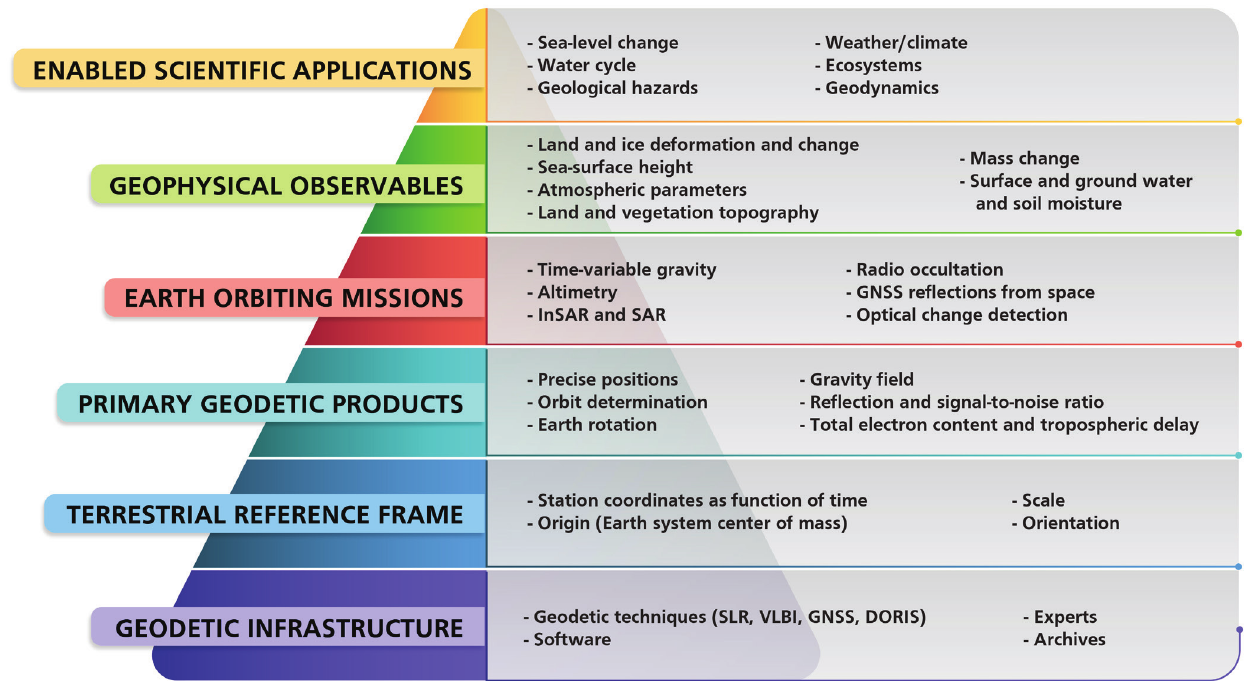 ENABLED SCIENTIFIC APPLICATIONS
- Sea-level change
- Water cycle
- Geological hazards
- Weather/climate
- Ecosystems
- Geodynamics
GEOPHYSICAL OBSERVABLES
- Land and ice deformation and change
- Sea-surface height
- Atmospheric parameters
- Land and vegetation topography
- Mass change
- Surface and ground water
and soil moisture
EARTH ORBITING MISSIONS
- Time-variable gravity
- Altimetry
- InSAR and SAR
- Radio occultation
- GNSS reflections from space
- Optical change detection
PRIMARY GEODETIC PRODUCTS
- Precise positions
- Orbit determination
- Earth rotation
- Gravity field
- Reflection and signal-to-noise ratio
- Total electron content and tropospheric delay
TERRESTRIAL REFERENCE FRAME
- Station coordinates as function of time
- Origin (Earth system center of mass)
- Scale
- Orientation
GEODETIC INFRASTRUCTURE
- Geodetic techniques (SLR, VLBI, GNSS, DORIS)
- Software
- Experts
- Archives